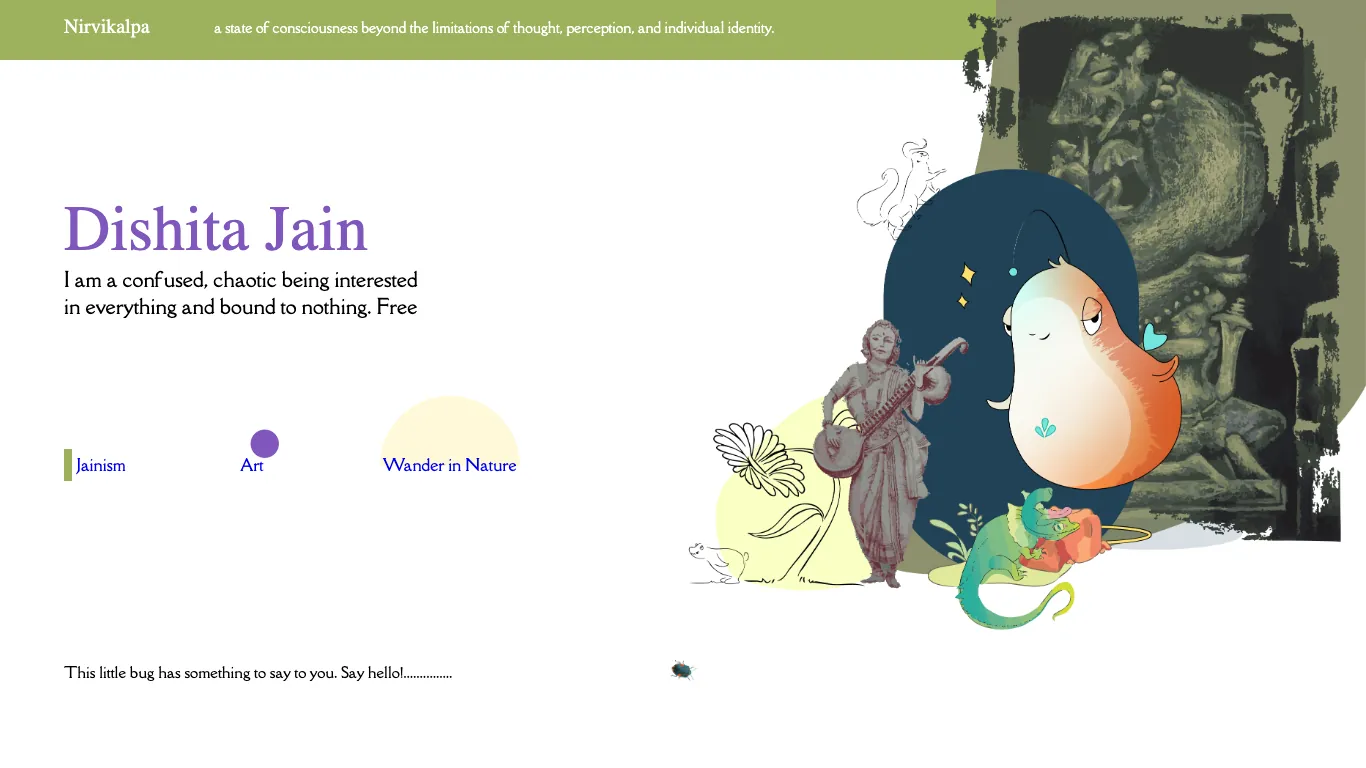 Nirvikalpa
a state of consciousness beyond the limitations of thought, perception, and individual identity.
Dishita Jain
I am a confused, chaotic being interested
in everything and bound to nothing. Free
Jainism
Art
Wander in Nature
This little bug has something to say to you. Say hello!...............